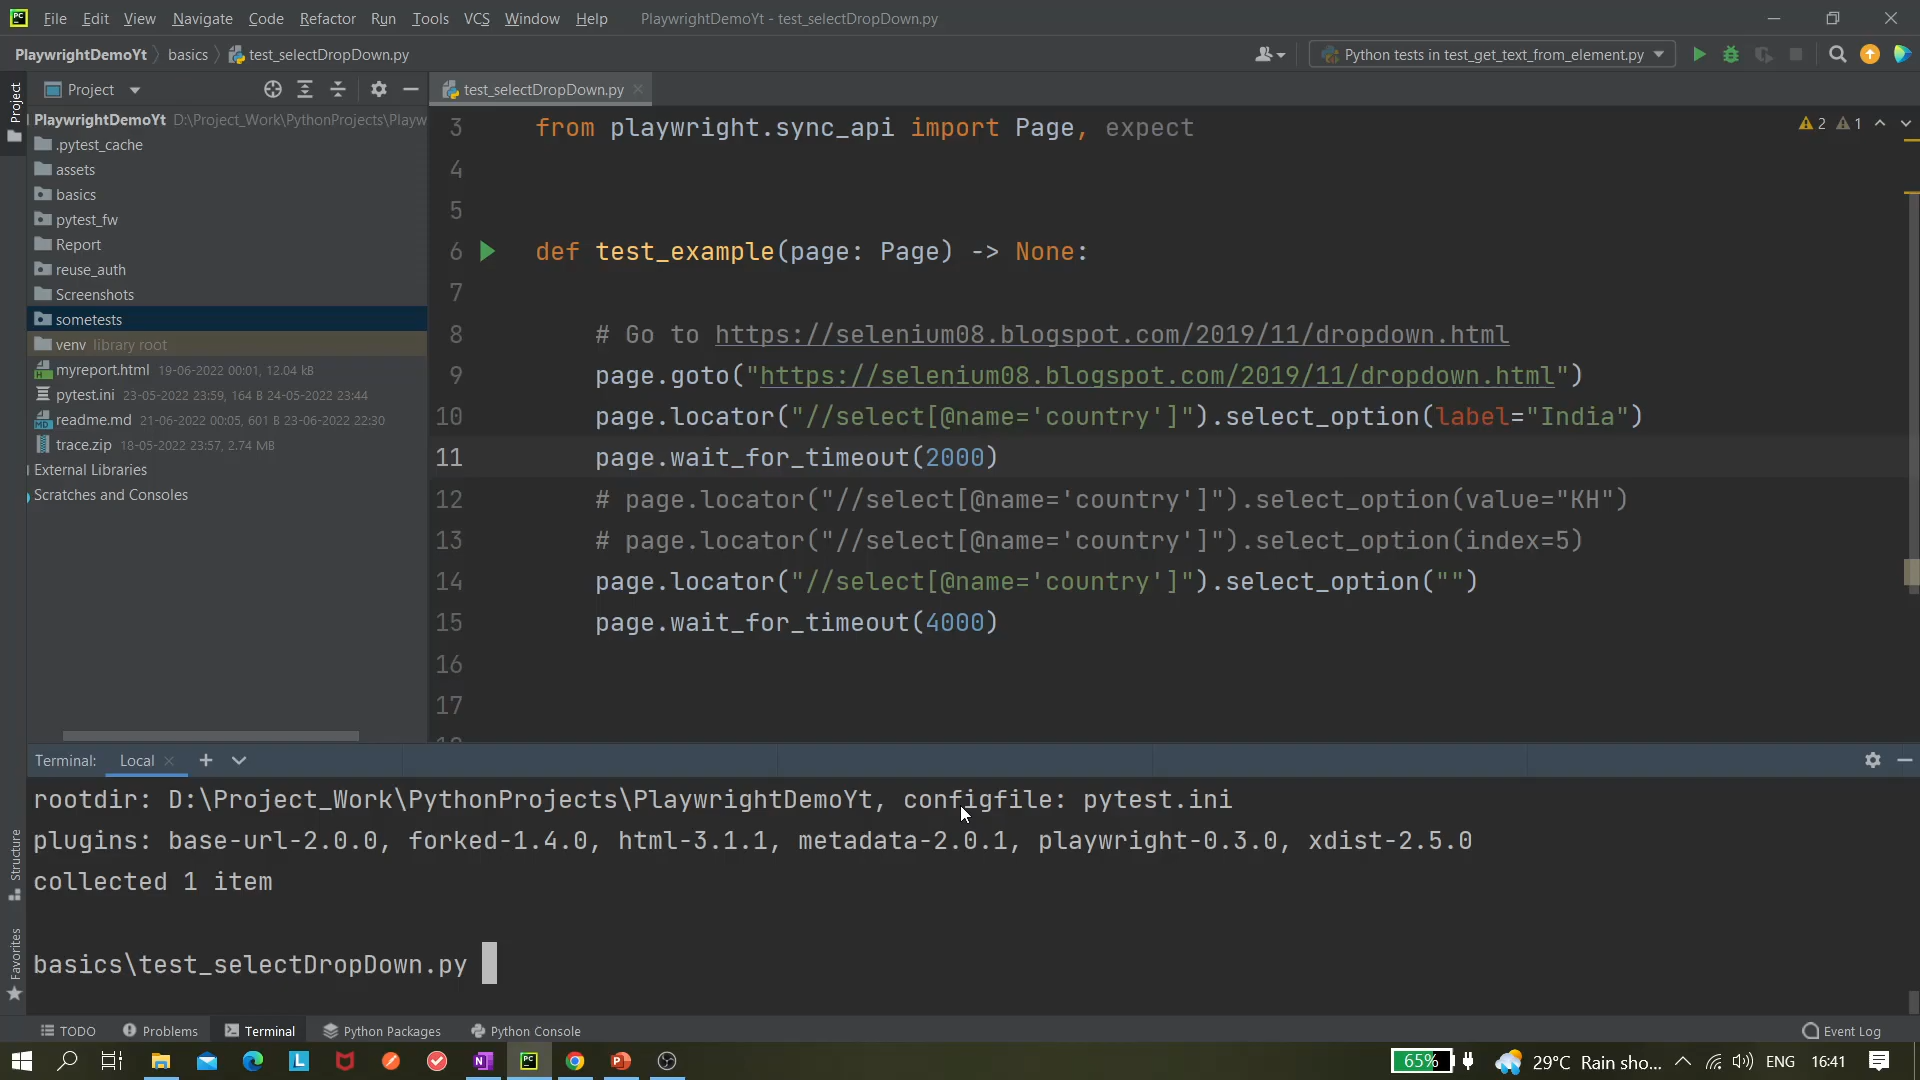 File Edit View Navigate Code Refactor Run Tools VCS Window Help PlaywrightDemoYt - test_selectDropDown.py
PlaywrightDemoYt basics test_selectDropDown.py Python tests in test_get_text_from_element.py
Project
Project
test_selectDropDown.py
PlaywrightDemoYt D:\Project_Work\PythonProjects\Playw
.pytest_cache
assets
basics
pytest_fw
Report
reuse_auth
Screenshots
sometests
venv library root
myreport.html 19-06-2022 00:01, 12.04 kB
pytest.ini 23-05-2022 23:59, 164 B 24-05-2022 23:44
readme.md 21-06-2022 00:05, 601 B 23-06-2022 22:30
trace.zip 18-05-2022 23:57, 2.74 MB
External Libraries
Scratches and Consoles
2 1
3 from playwright.sync_api import Page, expect
4
5
6 def test_example(page: Page) -> None:
7
8 # Go to https://selenium08.blogspot.com/2019/11/dropdown.html
9 page.goto("https://selenium08.blogspot.com/2019/11/dropdown.html")
10 page.locator("//select[@name='country']").select_option(label="India")
11 page.wait_for_timeout(2000)
12 # page.locator("//select[@name='country']").select_option(value="KH")
13 # page.locator("//select[@name='country']").select_option(index=5)
14 page.locator("//select[@name='country']").select_option("")
15 page.wait_for_timeout(4000)
16
17
Terminal: Local
rootdir: D:\Project_Work\PythonProjects\PlaywrightDemoYt, configfile: pytest.ini
plugins: base-url-2.0.0, forked-1.4.0, html-3.1.1, metadata-2.0.1, playwright-0.3.0, xdist-2.5.0
collected 1 item
basics\test_selectDropDown.py
Structure
Favorites
TODO Problems Terminal Python Packages Python Console Event Log
65% 29°C Rain sho... ENG 16:41